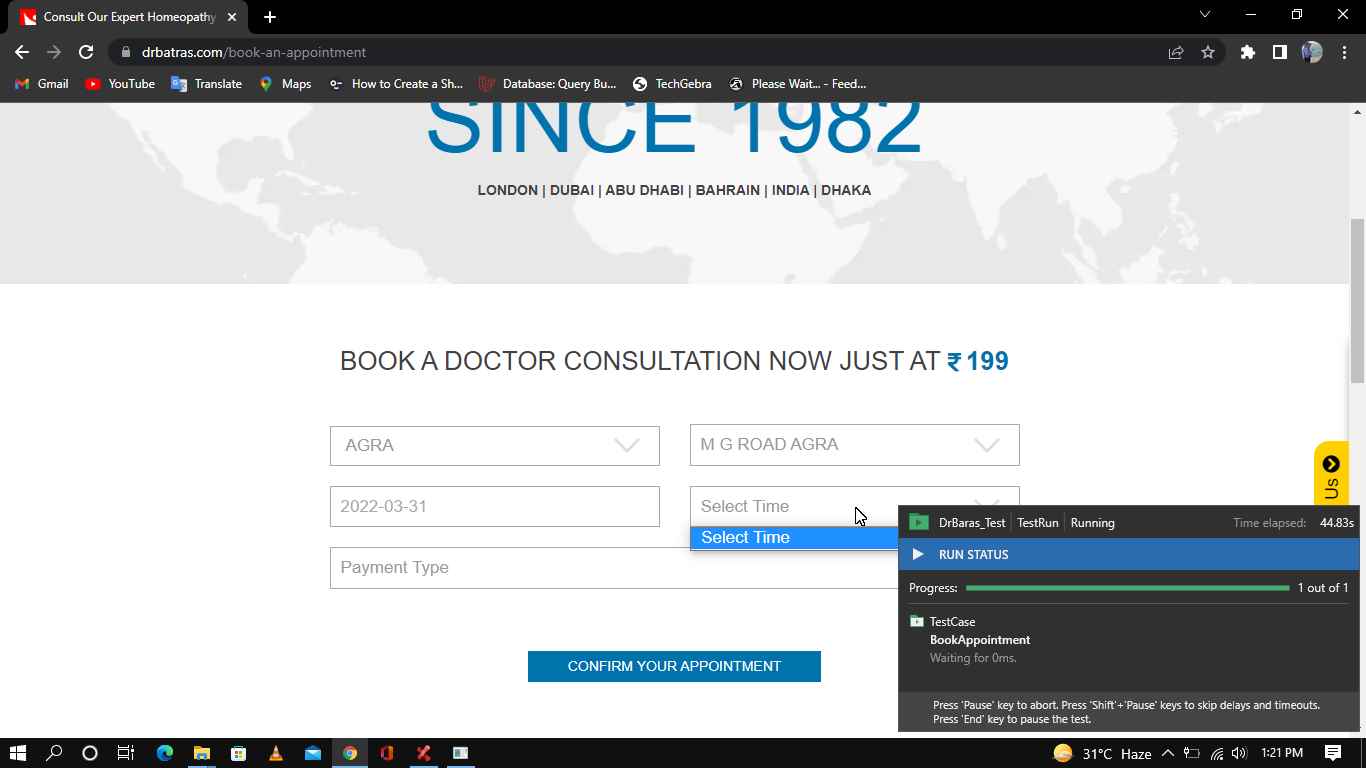 Consult Our Expert Homeopathy
drbatras.com/book-an-appointment
Gmail YouTube Translate Maps How to Create a Sh... Database: Query Bu... TechGebra Please Wait... - Feed...
SINCE 1982
LONDON | DUBAI | ABU DHABI | BAHRAIN | INDIA | DHAKA
BOOK A DOCTOR CONSULTATION NOW JUST AT ₹ 199
AGRA M G ROAD AGRA
2022-03-31 Select Time
Select Time
Payment Type
CONFIRM YOUR APPOINTMENT
Us
DrBaras_Test TestRun Running Time elapsed: 44.83s
RUN STATUS
Progress: 1 out of 1
TestCase
BookAppointment
Waiting for 0ms.
Press 'Pause' key to abort. Press 'Shift'+'Pause' keys to skip delays and timeouts.
Press 'End' key to pause the test.
31°C Haze 1:21 PM